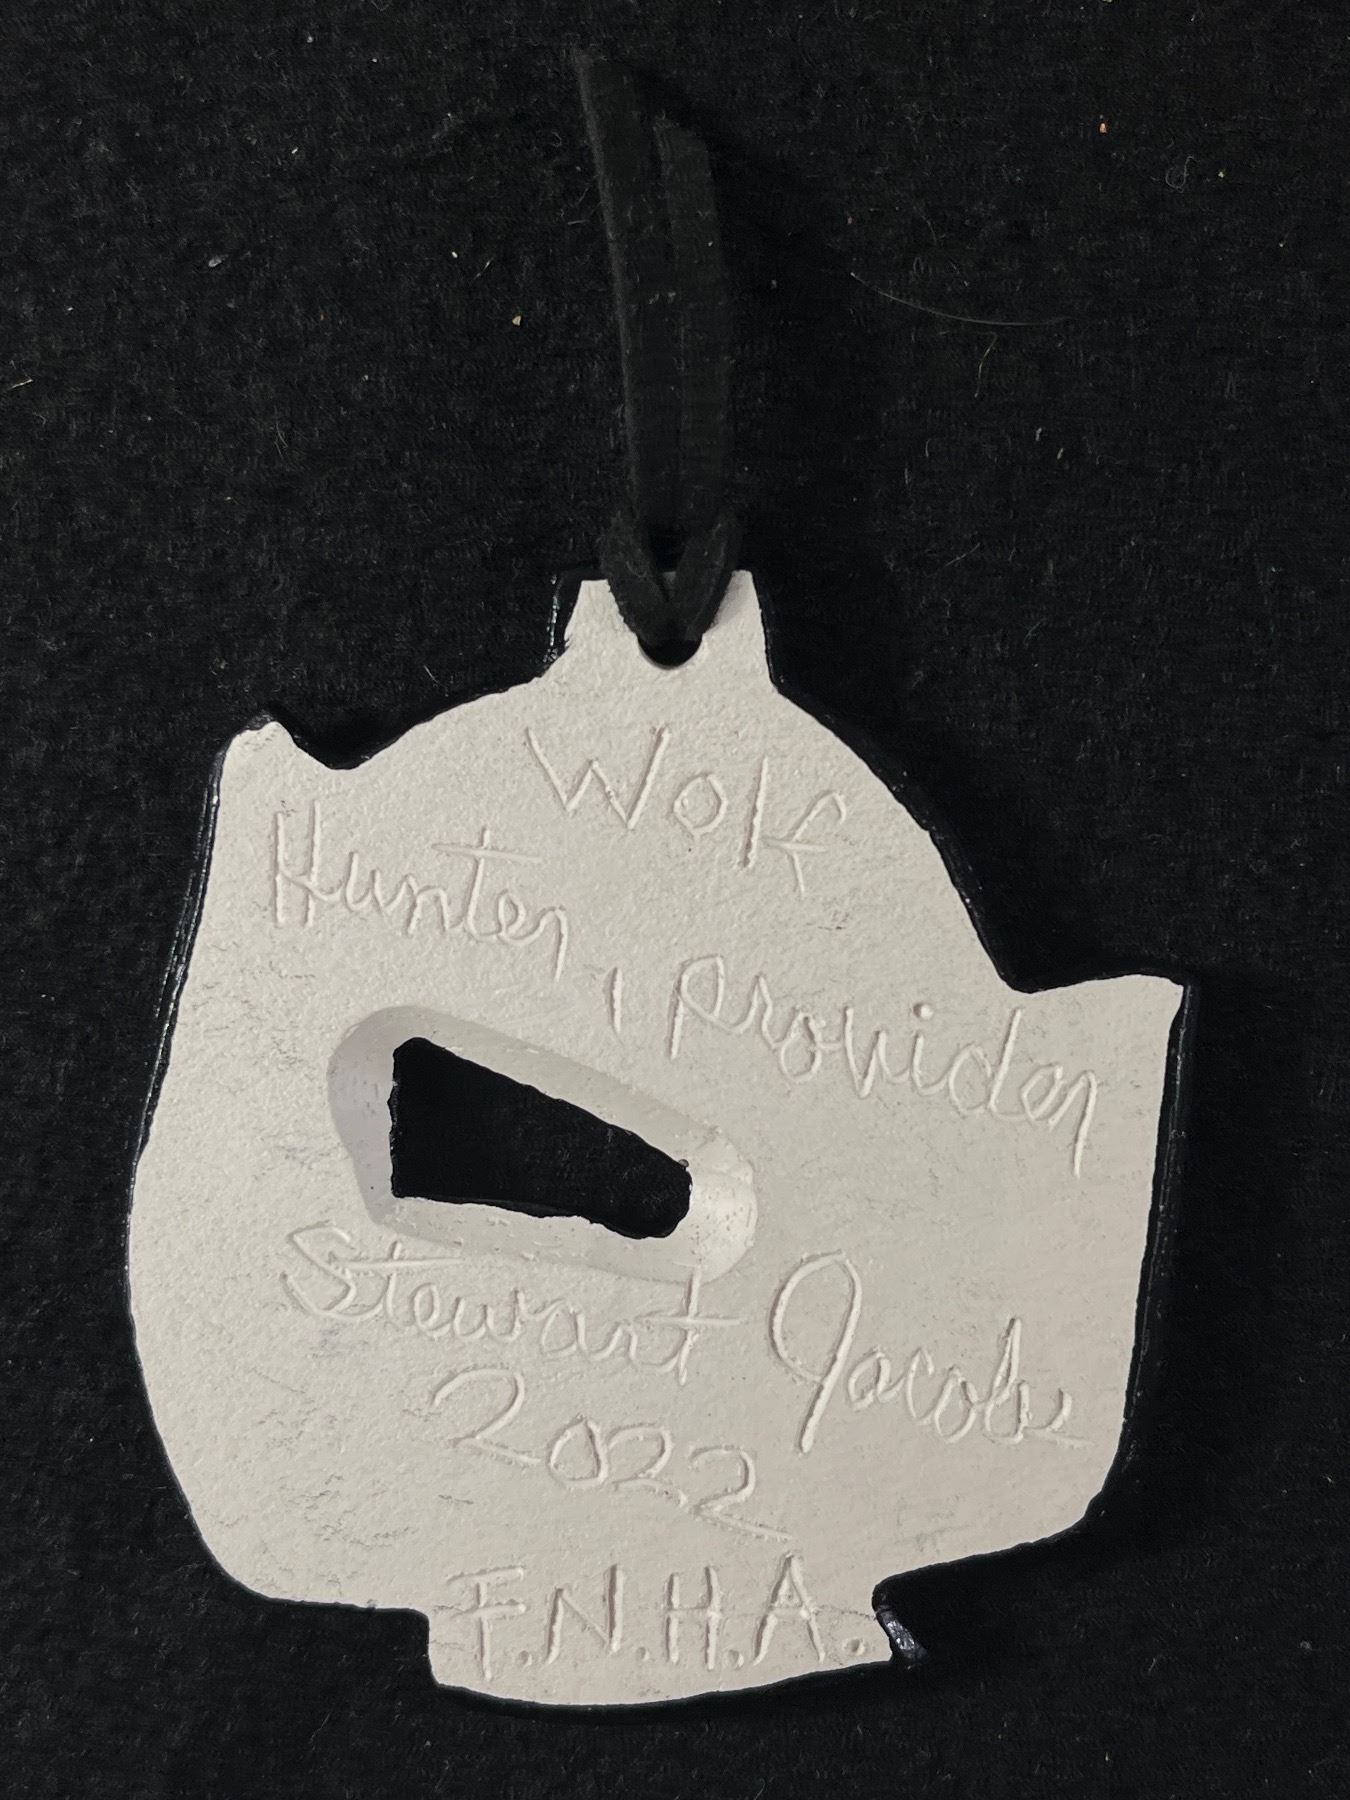 Wolf
Hunter, Provider
Stewart Jacobs
2022
F.N.H.A.